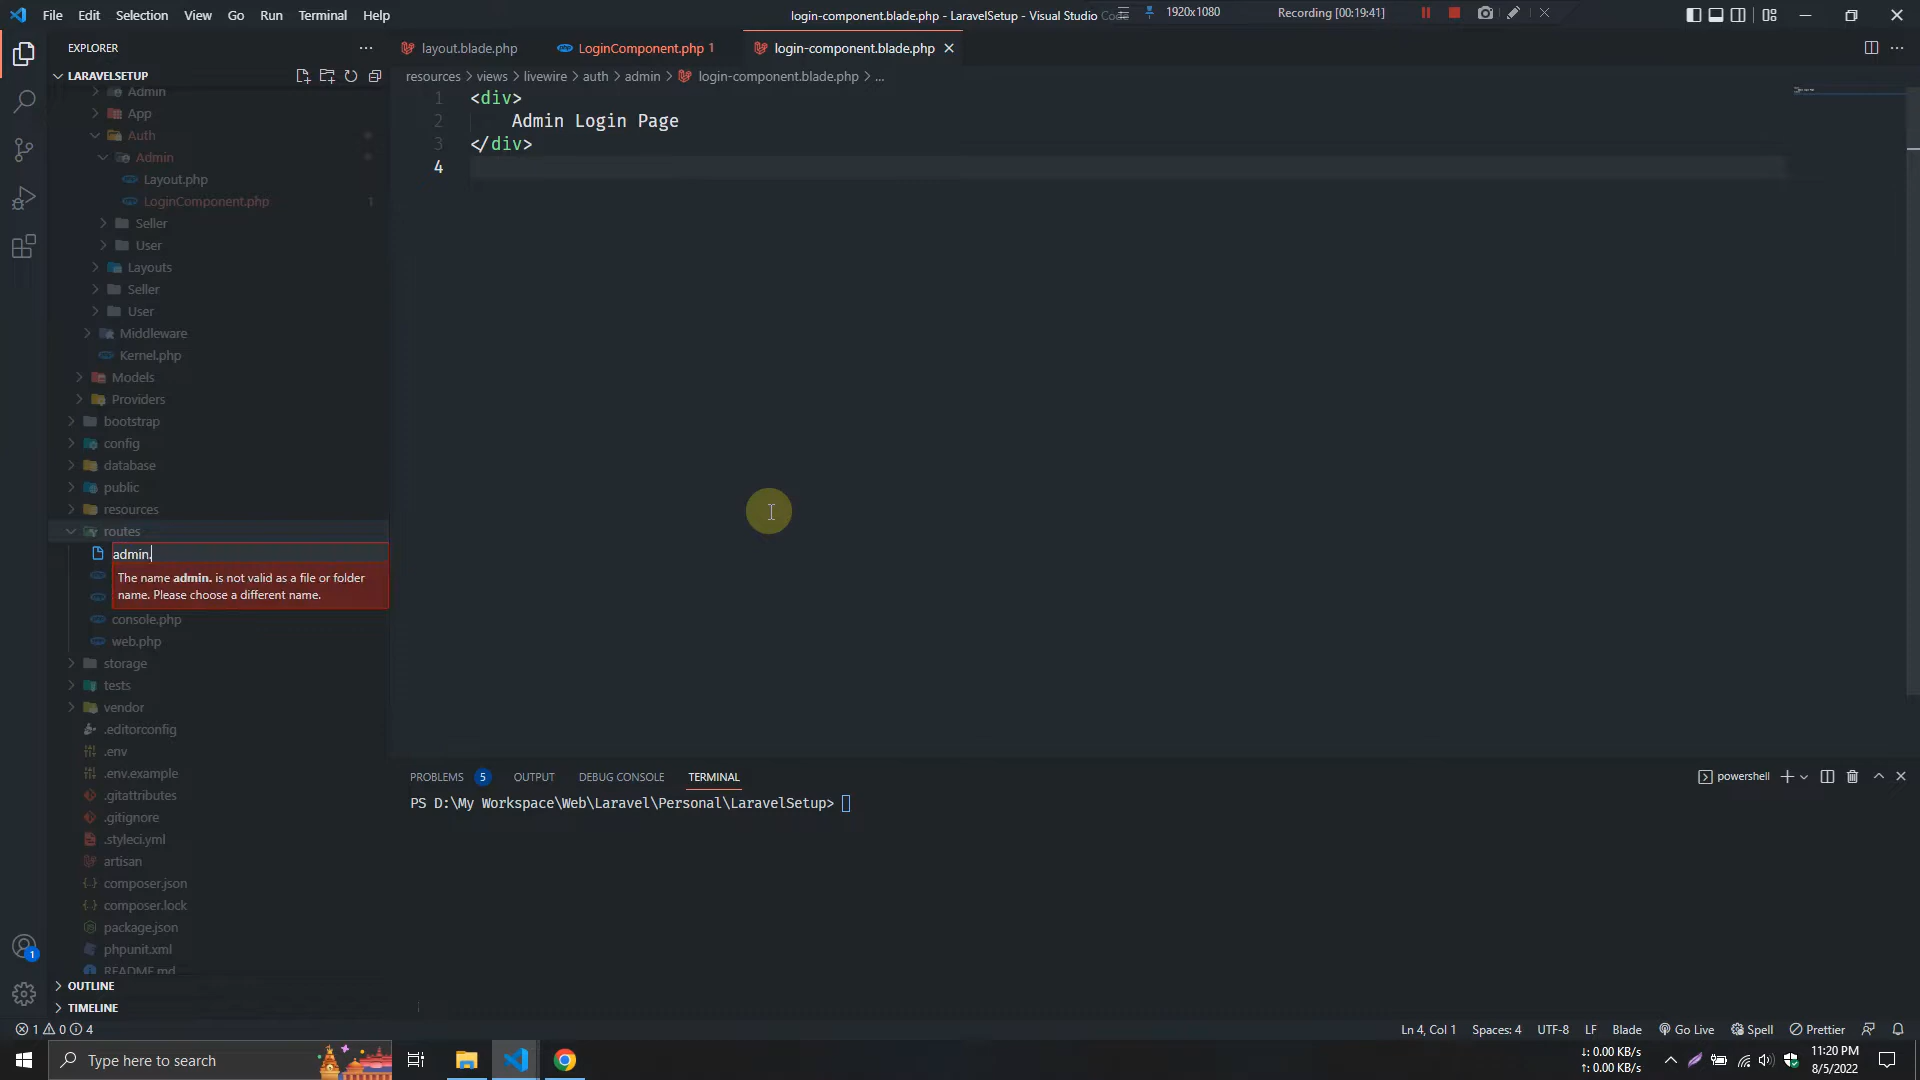 File Edit Selection View Go Run Terminal Help
login-component.blade.php - LaravelSetup - Visual Studio Code
1920x1080
Recording [00:19:41]
EXPLORER
LARAVELSETUP
Admin
App
Auth
Admin
Layout.php
LoginComponent.php 1
Seller
User
Layouts
Seller
User
Middleware
Kernel.php
Models
Providers
bootstrap
config
database
public
resources
routes
admin.
The name admin. is not valid as a file or folder
name. Please choose a different name.
console.php
web.php
storage
tests
vendor
.editorconfig
.env
.env.example
.gitattributes
.gitignore
.styleci.yml
artisan
composer.json
composer.lock
package.json
phpunit.xml
README.md
OUTLINE
TIMELINE
layout.blade.php LoginComponent.php 1 login-component.blade.php
resources > views > livewire > auth > admin > login-component.blade.php > ...
1 <div>
2 Admin Login Page
3 </div>
4
PROBLEMS 5 OUTPUT DEBUG CONSOLE TERMINAL
powershell
PS D:\My Workspace\Web\Laravel\Personal\LaravelSetup>
1 0 4
Ln 4, Col 1 Spaces: 4 UTF-8 LF Blade Go Live Spell Prettier
1
Type here to search
↓: 0.00 KB/s
↑: 0.00 KB/s
11:20 PM
8/5/2022